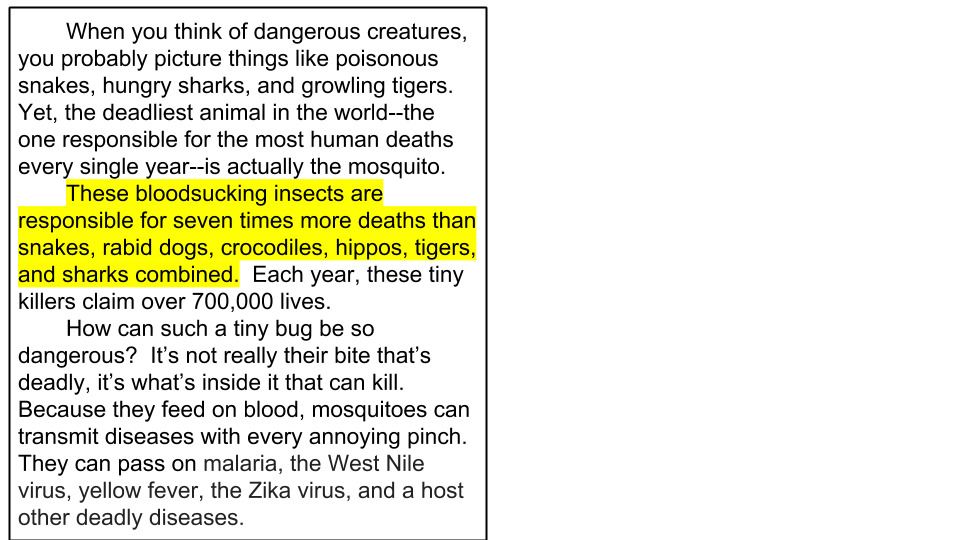 When you think of dangerous creatures,
you probably picture things like poisonous
snakes, hungry sharks, and growling tigers.
Yet, the deadliest animal in the world--the
one responsible for the most human deaths
every single year--is actually the mosquito.
These bloodsucking insects are
responsible for seven times more deaths than
snakes, rabid dogs, crocodiles, hippos, tigers,
and sharks combined.  Each year, these tiny
killers claim over 700,000 lives.
How can such a tiny bug be so
dangerous?  It’s not really their bite that’s
deadly, it’s what’s inside it that can kill.
Because they feed on blood, mosquitoes can
transmit diseases with every annoying pinch.
They can pass on malaria, the West Nile
virus, yellow fever, the Zika virus, and a host
other deadly diseases.